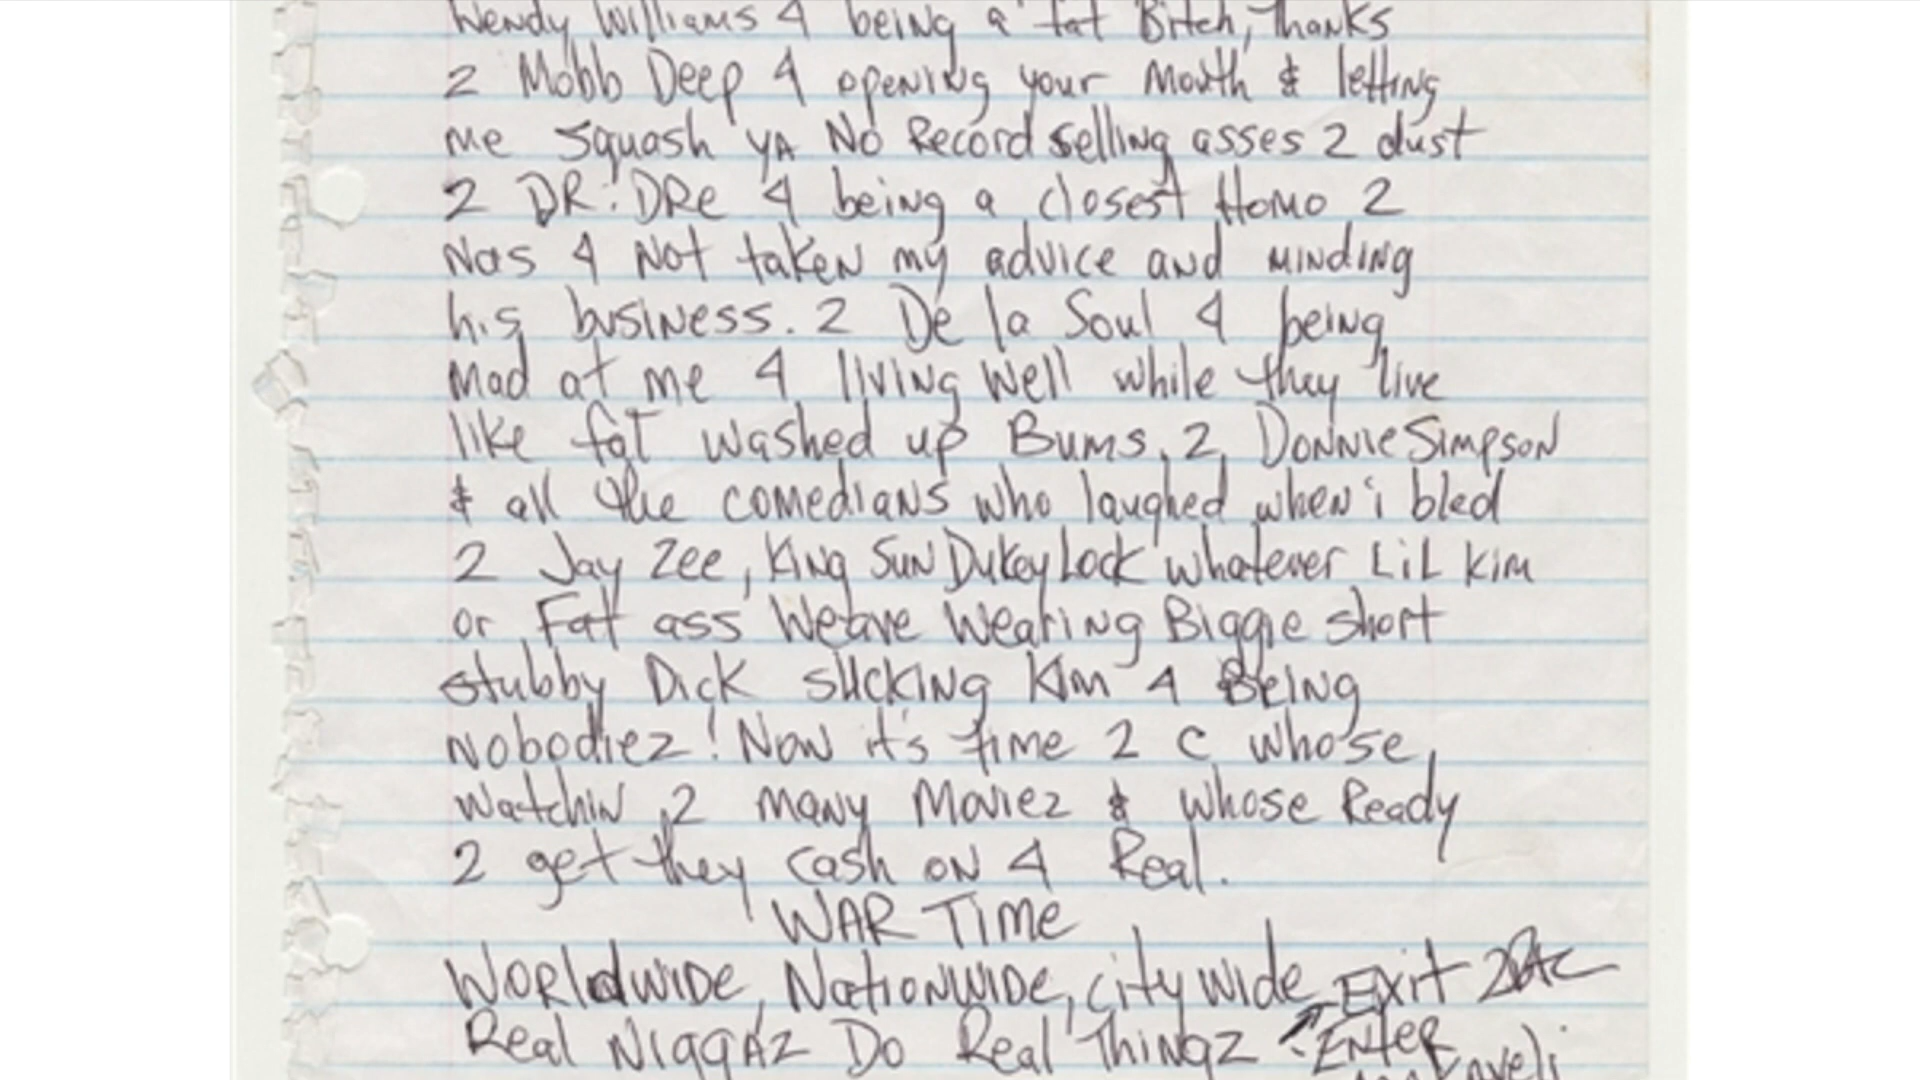 Wendy Williams 4 being a fat Bitch, Thanks
2 Mobb Deep 4 opening your Mouth & letting
me squash YA No Record selling asses 2 dust
2 DR. DRe 4 being a closest Homo 2
Nas 4 Not taken my advice and minding
his business. 2 De la Soul 4 being
Mad at me 4 living well while they live
like fat washed up Bums, 2 Donnie Simpson
& all the comedians who laughed when i bled
2 Jay Zee, King Sun Dukey Lock whatever LiL Kim
or Fat ass Weave Wearing Biggie short
stubby Dick sucking Kim 4 Being
Nobodiez! Now it's time 2 C whose
watchin 2 many Moviez & whose Ready
2 get they cash on 4 Real.
WAR TIME
WORldWIDE, NatioNWIDE, city wide Exit 2PAC
Real NiggAz Do Real Thingz Enter
Makaveli